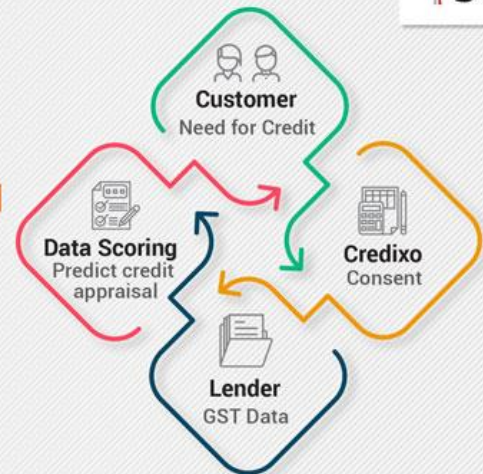 Customer
Need for Credit
Data Scoring
Predict credit
appraisal
Credixo
Consent
Lender
GST Data